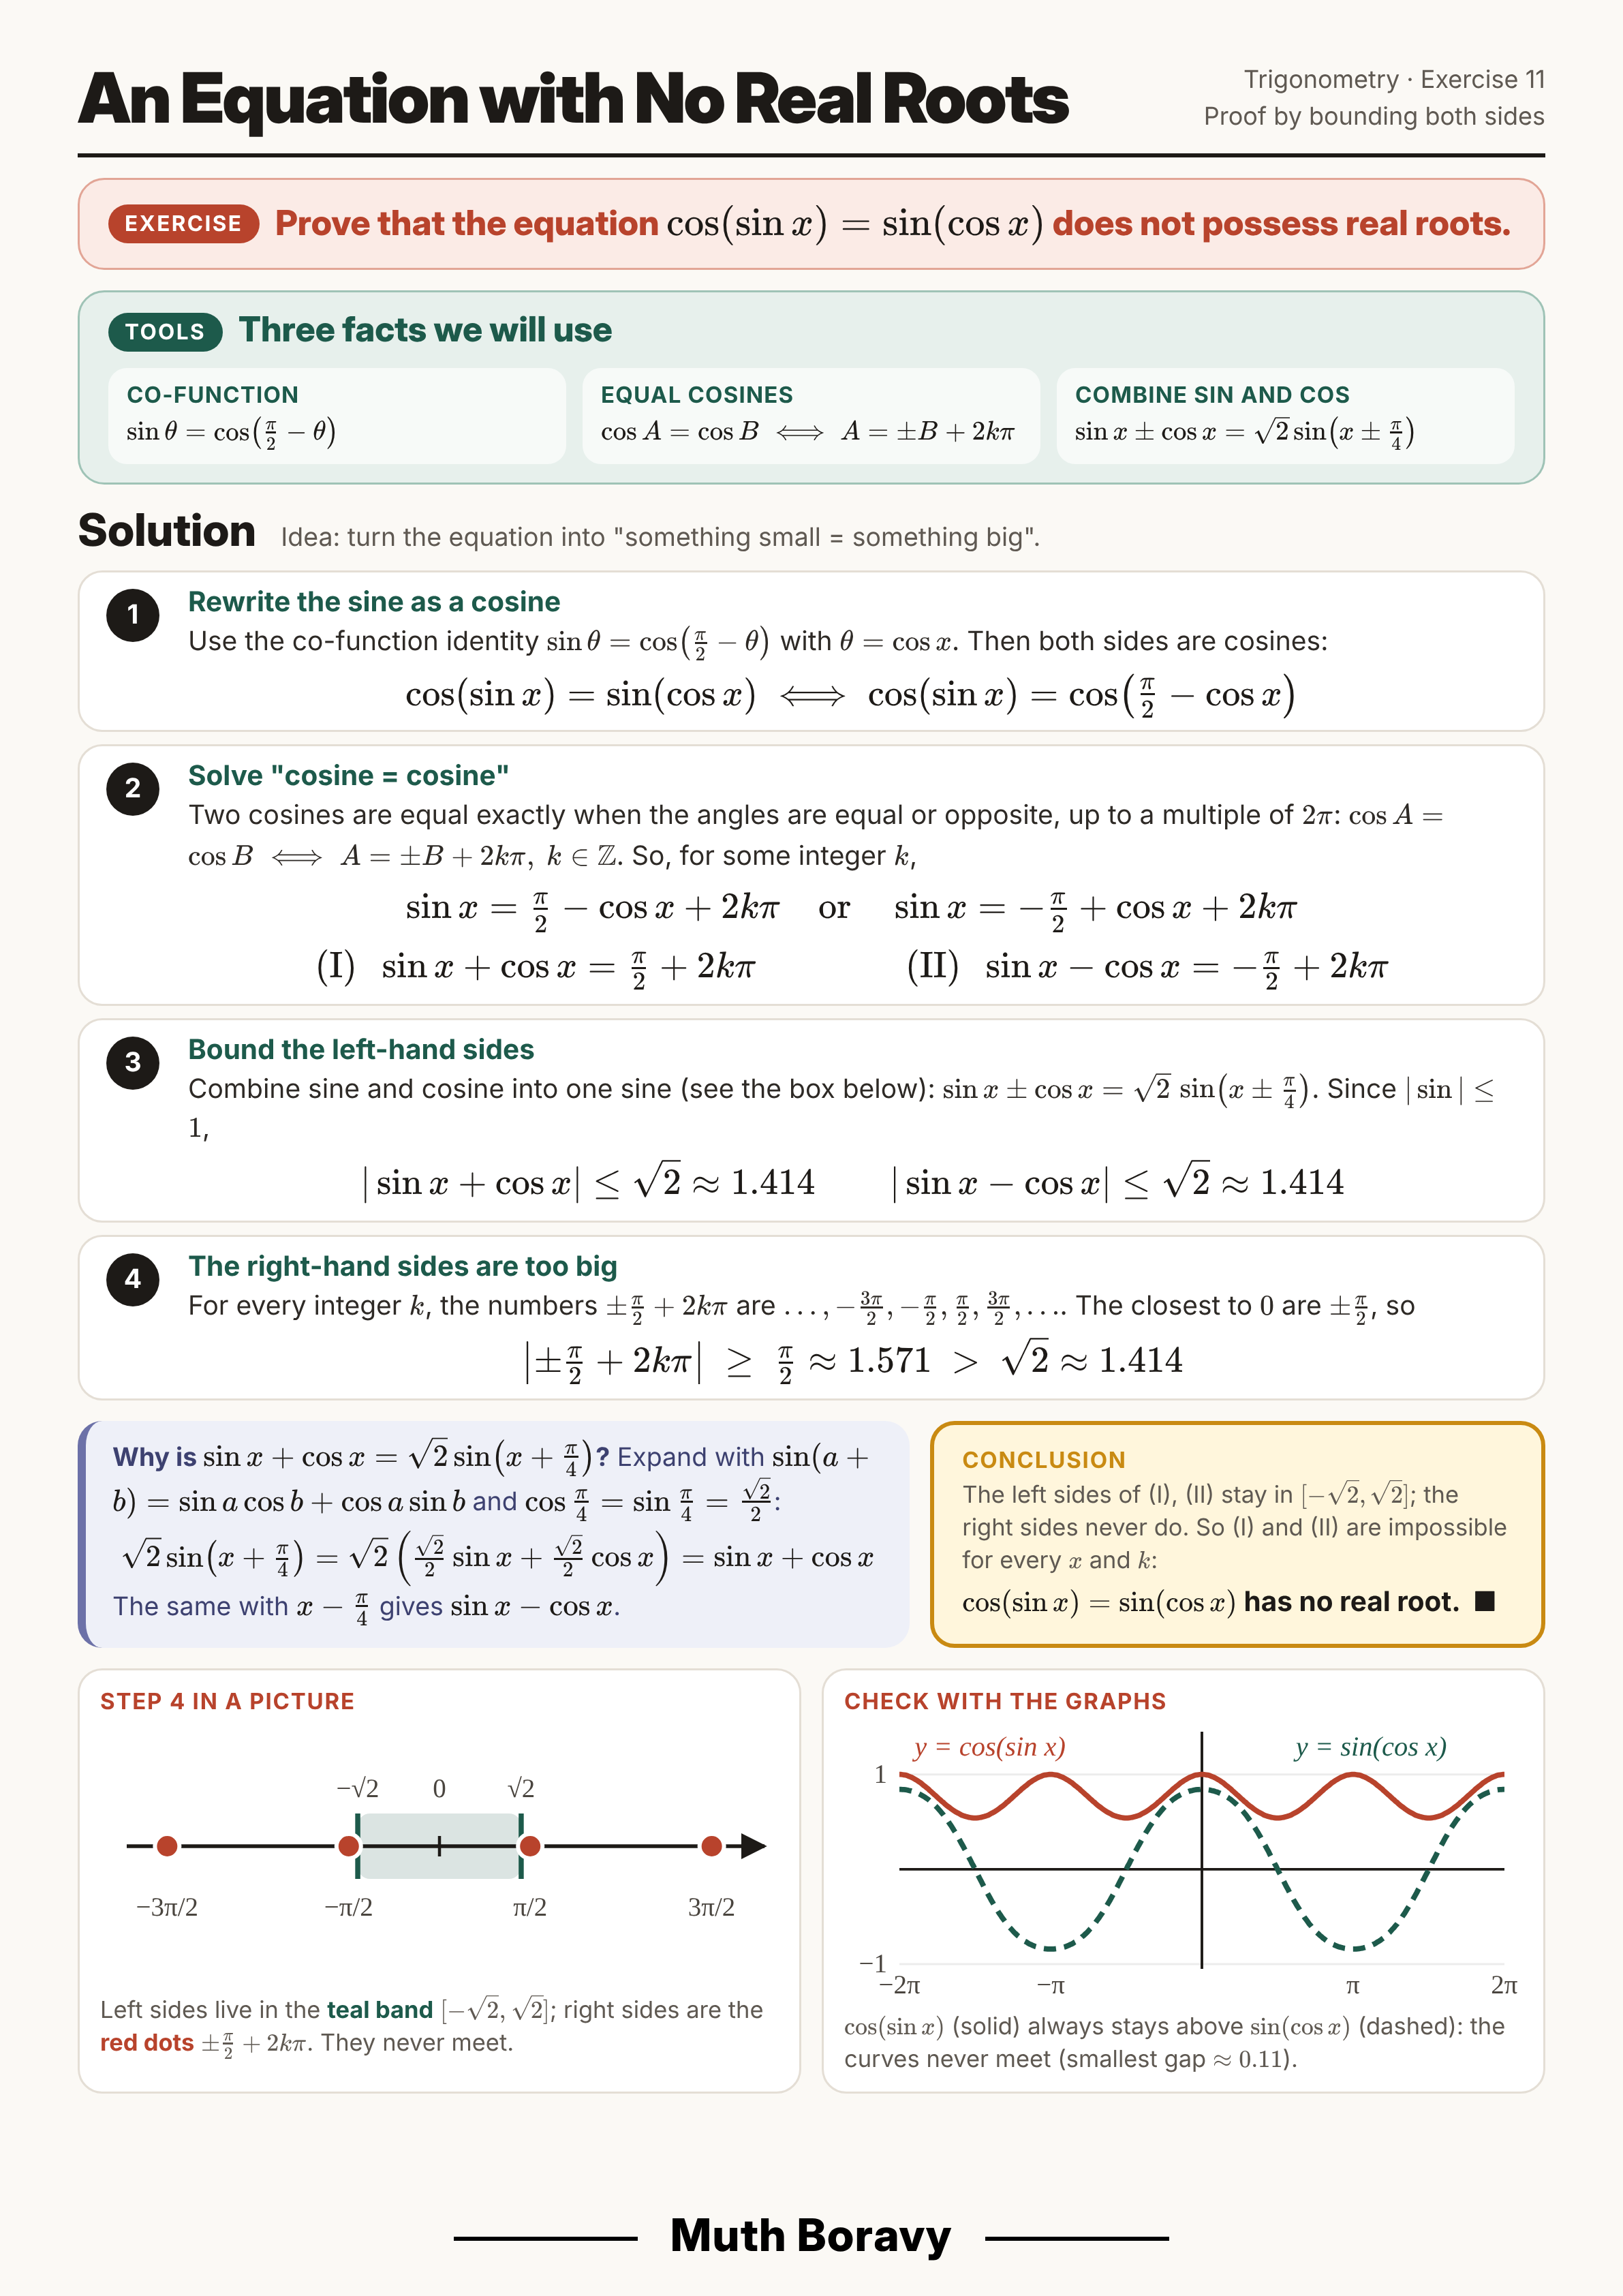 An Equation with No Real Roots
Trigonometry · Exercise 11
Proof by bounding both sides
EXERCISE Prove that the equation cos(sin x) = sin(cos x) does not possess real roots.
TOOLS Three facts we will use
CO-FUNCTION
sin θ = cos(π/2 − θ)
EQUAL COSINES
cos A = cos B ⟺ A = ±B + 2kπ
COMBINE SIN AND COS
sin x ± cos x = √2 sin(x ± π/4)
Solution Idea: turn the equation into "something small = something big".
1 Rewrite the sine as a cosine
Use the co-function identity sin θ = cos(π/2 − θ) with θ = cos x. Then both sides are cosines:
cos(sin x) = sin(cos x) ⟺ cos(sin x) = cos(π/2 − cos x)
2 Solve "cosine = cosine"
Two cosines are equal exactly when the angles are equal or opposite, up to a multiple of 2π: cos A =
cos B ⟺ A = ±B + 2kπ, k ∈ ℤ. So, for some integer k,
sin x = π/2 − cos x + 2kπ or sin x = −π/2 + cos x + 2kπ
(I) sin x + cos x = π/2 + 2kπ (II) sin x − cos x = −π/2 + 2kπ
3 Bound the left-hand sides
Combine sine and cosine into one sine (see the box below): sin x ± cos x = √2 sin(x ± π/4). Since | sin | ≤
1,
| sin x + cos x| ≤ √2 ≈ 1.414 | sin x − cos x| ≤ √2 ≈ 1.414
4 The right-hand sides are too big
For every integer k, the numbers ±π/2 + 2kπ are …, −3π/2, −π/2, π/2, 3π/2, …. The closest to 0 are ±π/2, so
|±π/2 + 2kπ| ≥ π/2 ≈ 1.571 > √2 ≈ 1.414
Why is sin x + cos x = √2 sin(x + π/4)? Expand with sin(a +
b) = sin a cos b + cos a sin b and cos π/4 = sin π/4 = √2/2:
√2 sin(x + π/4) = √2 (√2/2 sin x + √2/2 cos x) = sin x + cos x
The same with x − π/4 gives sin x − cos x.
CONCLUSION
The left sides of (I), (II) stay in [−√2, √2]; the
right sides never do. So (I) and (II) are impossible
for every x and k:
cos(sin x) = sin(cos x) has no real root. ■
STEP 4 IN A PICTURE
−√2 0 √2
−3π/2 −π/2 π/2 3π/2
Left sides live in the teal band [−√2, √2]; right sides are the
red dots ±π/2 + 2kπ. They never meet.
CHECK WITH THE GRAPHS
y = cos(sin x) y = sin(cos x)
1
−1
−2π −π π 2π
cos(sin x) (solid) always stays above sin(cos x) (dashed): the
curves never meet (smallest gap ≈ 0.11).
Muth Boravy